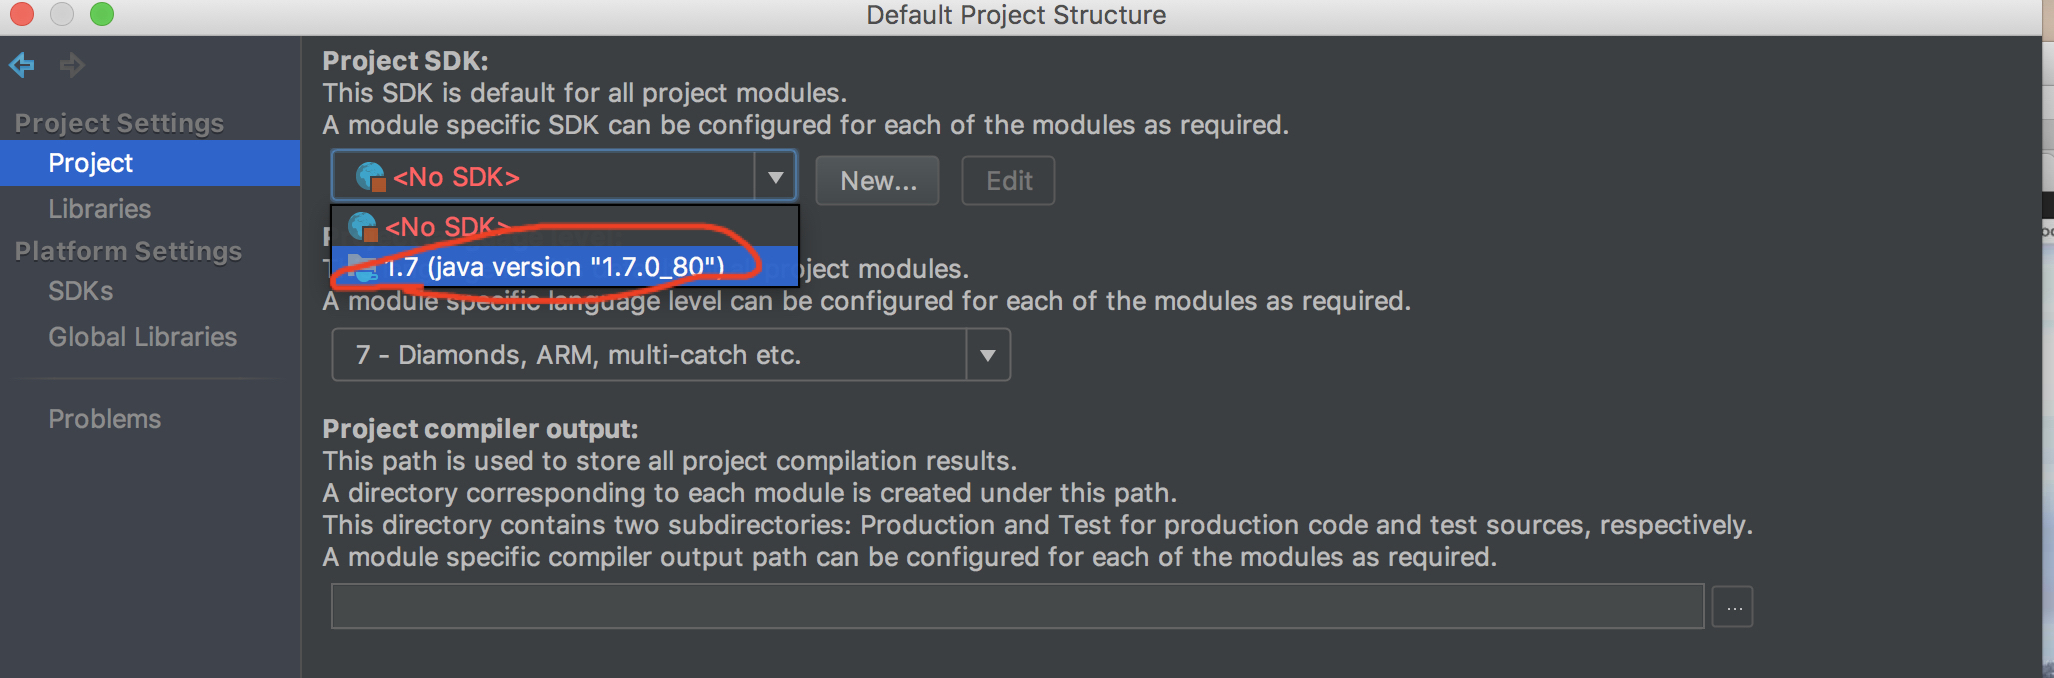 Default Project Structure
Project Settings
Project
Libraries
Platform Settings
SDKs
Global Libraries
Problems
Project SDK:
This SDK is default for all project modules.
A module specific SDK can be configured for each of the modules as required.
<No SDK>
New...
Edit
<No SDK>
1.7 (java version "1.7.0_80")
project modules.
A module specific language level can be configured for each of the modules as required.
7 - Diamonds, ARM, multi-catch etc.
Project compiler output:
This path is used to store all project compilation results.
A directory corresponding to each module is created under this path.
This directory contains two subdirectories: Production and Test for production code and test sources, respectively.
A module specific compiler output path can be configured for each of the modules as required.
...